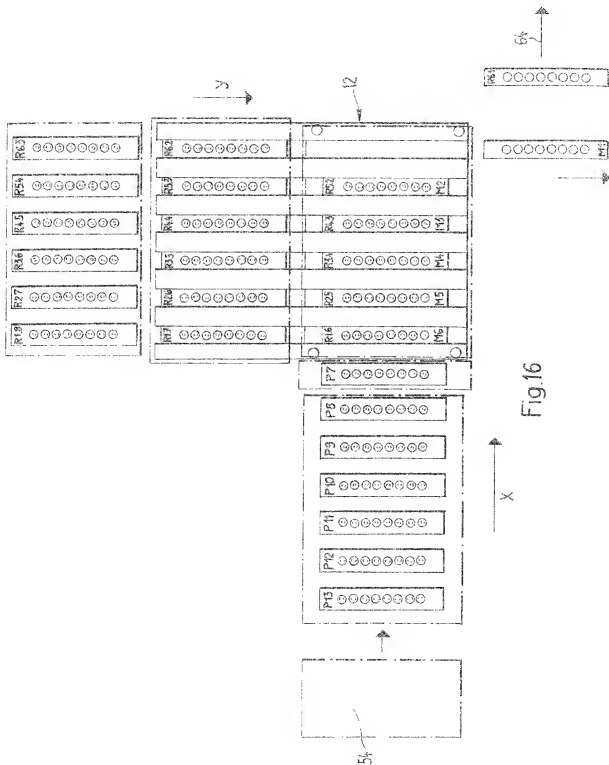 64
R18 R27 R36 R45 R54 R63
R61
y
12
R17 R26 R35 R44 R53 R62
R16 R25 R34 R43 R52
M6 M5 M4 M3 M2
M1
P13 P12 P11 P10 P9 P8 P7
X
54
Fig.16